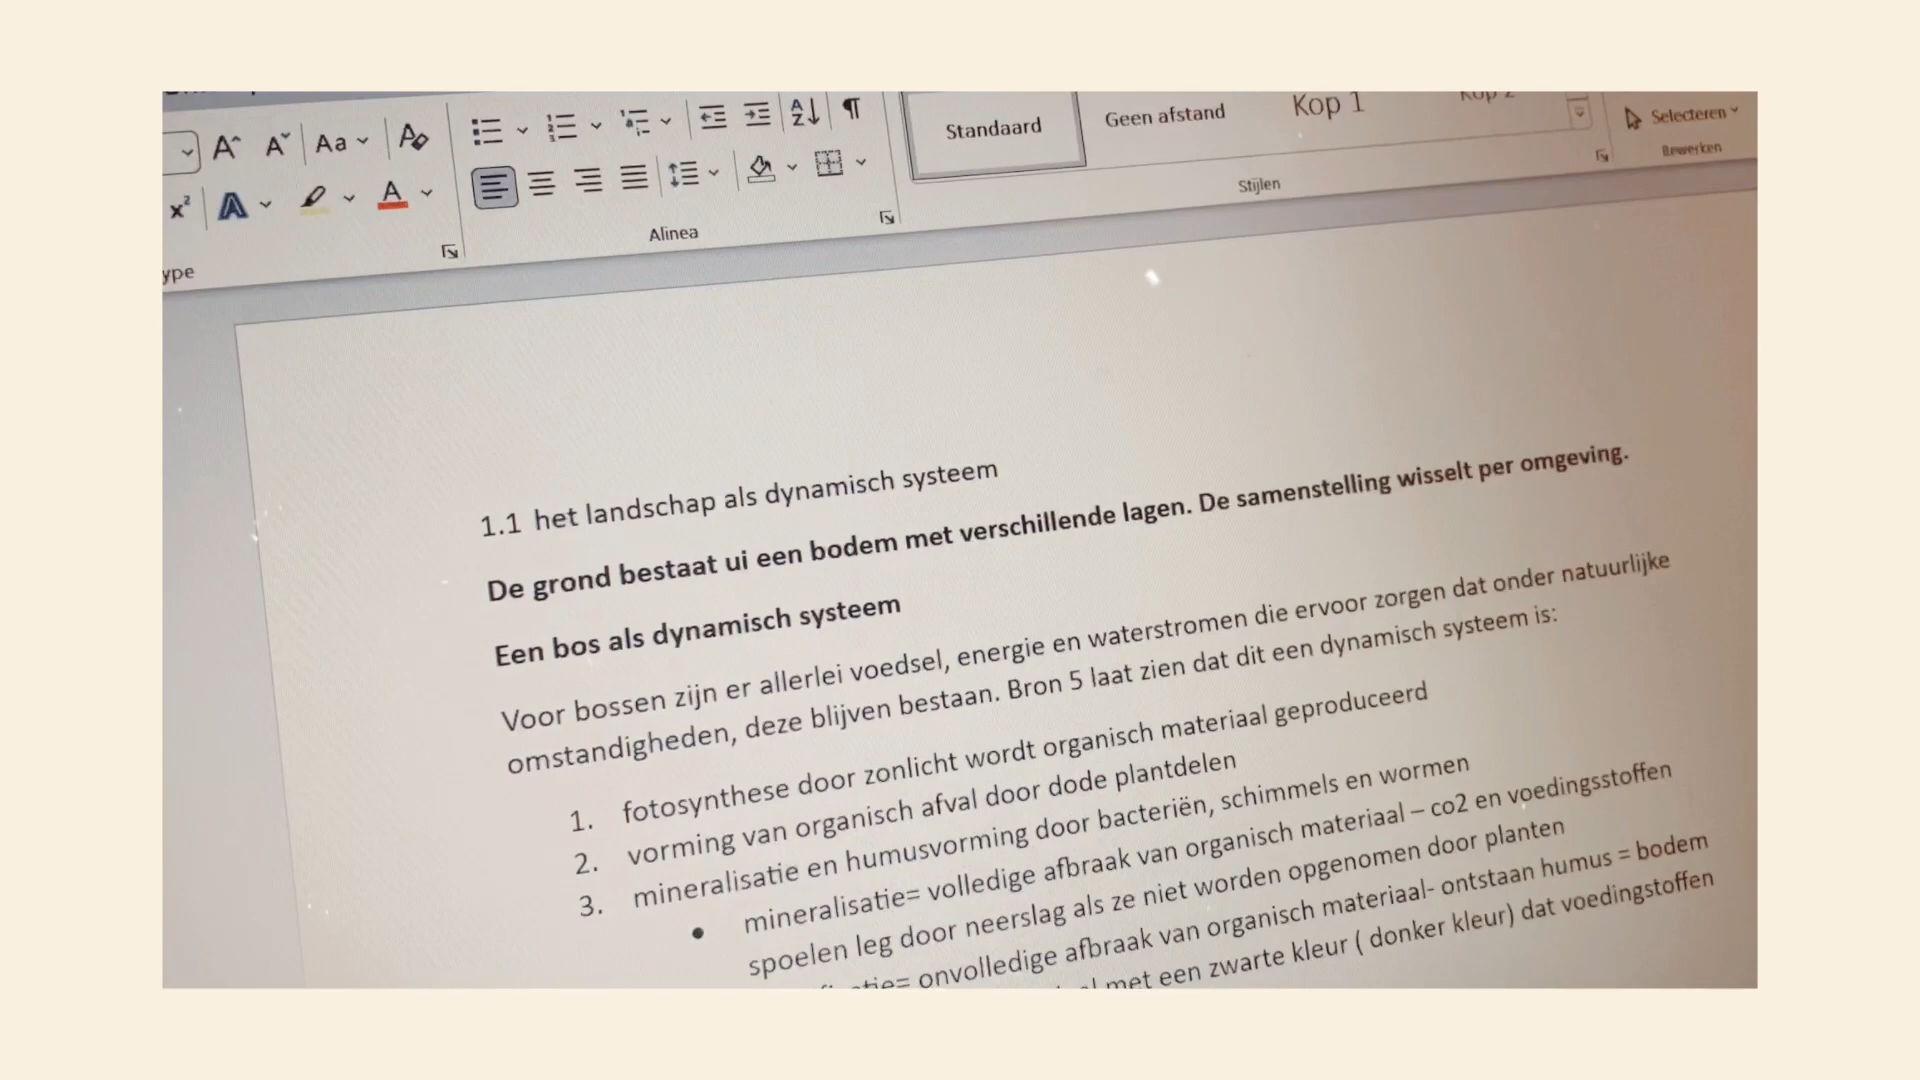 Aa
A
Z
Standaard
Geen afstand
Kop 1
Kop 2
Selecteren
Bewerken
x²
A
A
Alinea
Stijlen
ype
1.1 het landschap als dynamisch systeem
De grond bestaat ui een bodem met verschillende lagen. De samenstelling wisselt per omgeving.
Een bos als dynamisch systeem
Voor bossen zijn er allerlei voedsel, energie en waterstromen die ervoor zorgen dat onder natuurlijke
omstandigheden, deze blijven bestaan. Bron 5 laat zien dat dit een dynamisch systeem is:
1. fotosynthese door zonlicht wordt organisch materiaal geproduceerd
2. vorming van organisch afval door dode plantdelen
3. mineralisatie en humusvorming door bacteriën, schimmels en wormen
• mineralisatie= volledige afbraak van organisch materiaal – co2 en voedingsstoffen
spoelen leg door neerslag als ze niet worden opgenomen door planten
tie= onvolledige afbraak van organisch materiaal- ontstaan humus = bodem
met een zwarte kleur ( donker kleur) dat voedingstoffen